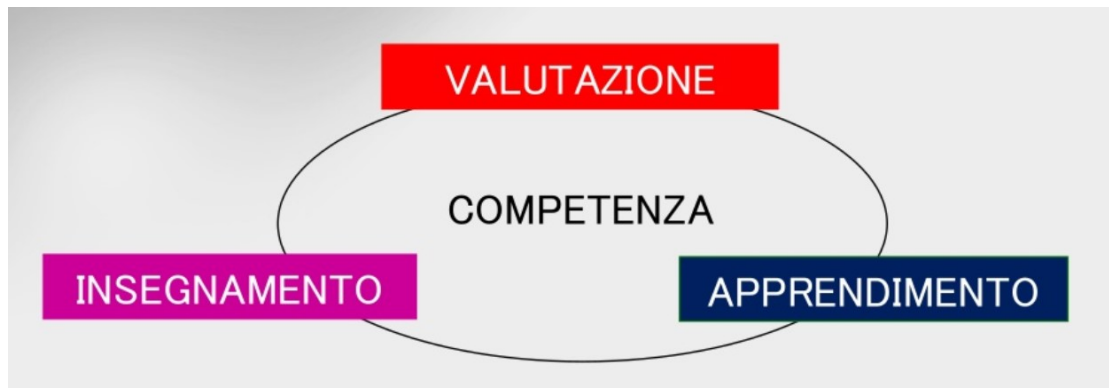 VALUTAZIONE
COMPETENZA
INSEGNAMENTO
APPRENDIMENTO